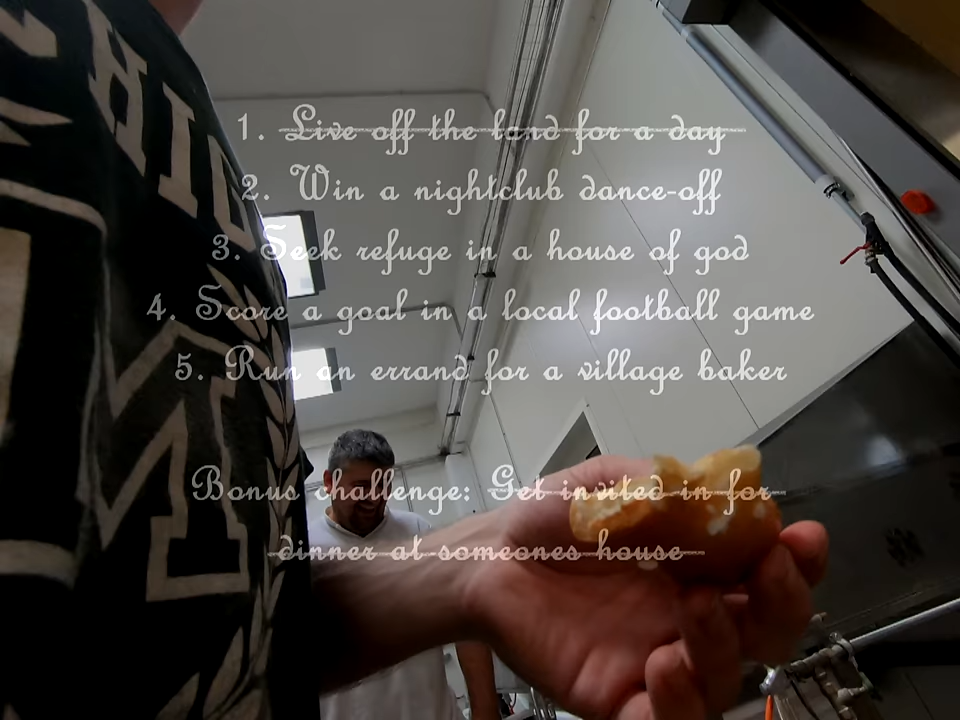 1. Live off the land for a day
2. Win a nightclub dance-off
3. Seek refuge in a house of god
4. Score a goal in a local football game
5. Run an errand for a village baker
Bonus challenge: Get invited in for
dinner at someones house